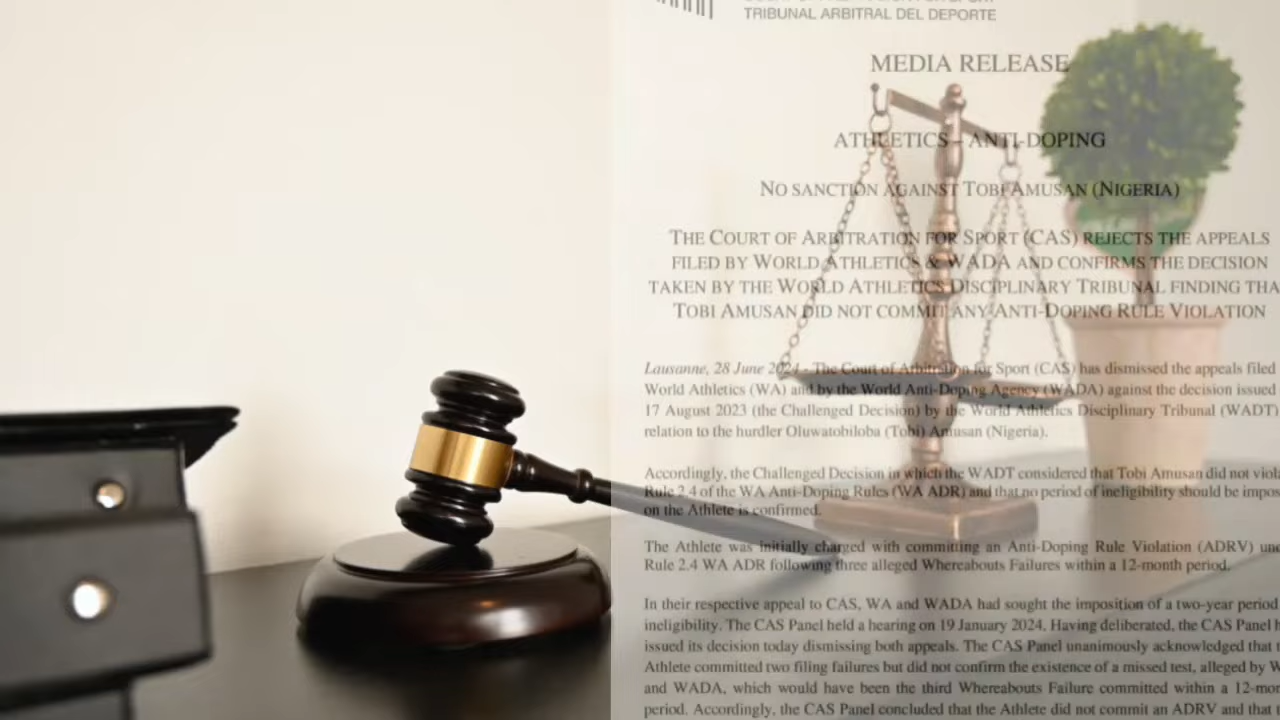 TRIBUNAL ARBITRAL DEL DEPORTE
MEDIA RELEASE
ATHLETICS – ANTI-DOPING
NO SANCTION AGAINST TOBI AMUSAN (NIGERIA)
THE COURT OF ARBITRATION FOR SPORT (CAS) REJECTS THE APPEALS
FILED BY WORLD ATHLETICS & WADA AND CONFIRMS THE DECISION
TAKEN BY THE WORLD ATHLETICS DISCIPLINARY TRIBUNAL FINDING THA
TOBI AMUSAN DID NOT COMMIT ANY ANTI-DOPING RULE VIOLATION
Lausanne, 28 June 2024 - The Court of Arbitration for Sport (CAS) has dismissed the appeals filed
World Athletics (WA) and by the World Anti-Doping Agency (WADA) against the decision issued
17 August 2023 (the Challenged Decision) by the World Athletics Disciplinary Tribunal (WADT)
relation to the hurdler Oluwatobiloba (Tobi) Amusan (Nigeria).
Accordingly, the Challenged Decision in which the WADT considered that Tobi Amusan did not viol
Rule 2.4 of the WA Anti-Doping Rules (WA ADR) and that no period of ineligibility should be impos
on the Athlete is confirmed.
The Athlete was initially charged with committing an Anti-Doping Rule Violation (ADRV) un
Rule 2.4 WA ADR following three alleged Whereabouts Failures within a 12-month period.
In their respective appeal to CAS, WA and WADA had sought the imposition of a two-year period
ineligibility. The CAS Panel held a hearing on 19 January 2024. Having deliberated, the CAS Panel h
issued its decision today dismissing both appeals. The CAS Panel unanimously acknowledged that t
Athlete committed two filing failures but did not confirm the existence of a missed test, alleged by W
and WADA, which would have been the third Whereabouts Failure committed within a 12-mon
period. Accordingly, the CAS Panel concluded that the Athlete did not commit an ADRV and that t